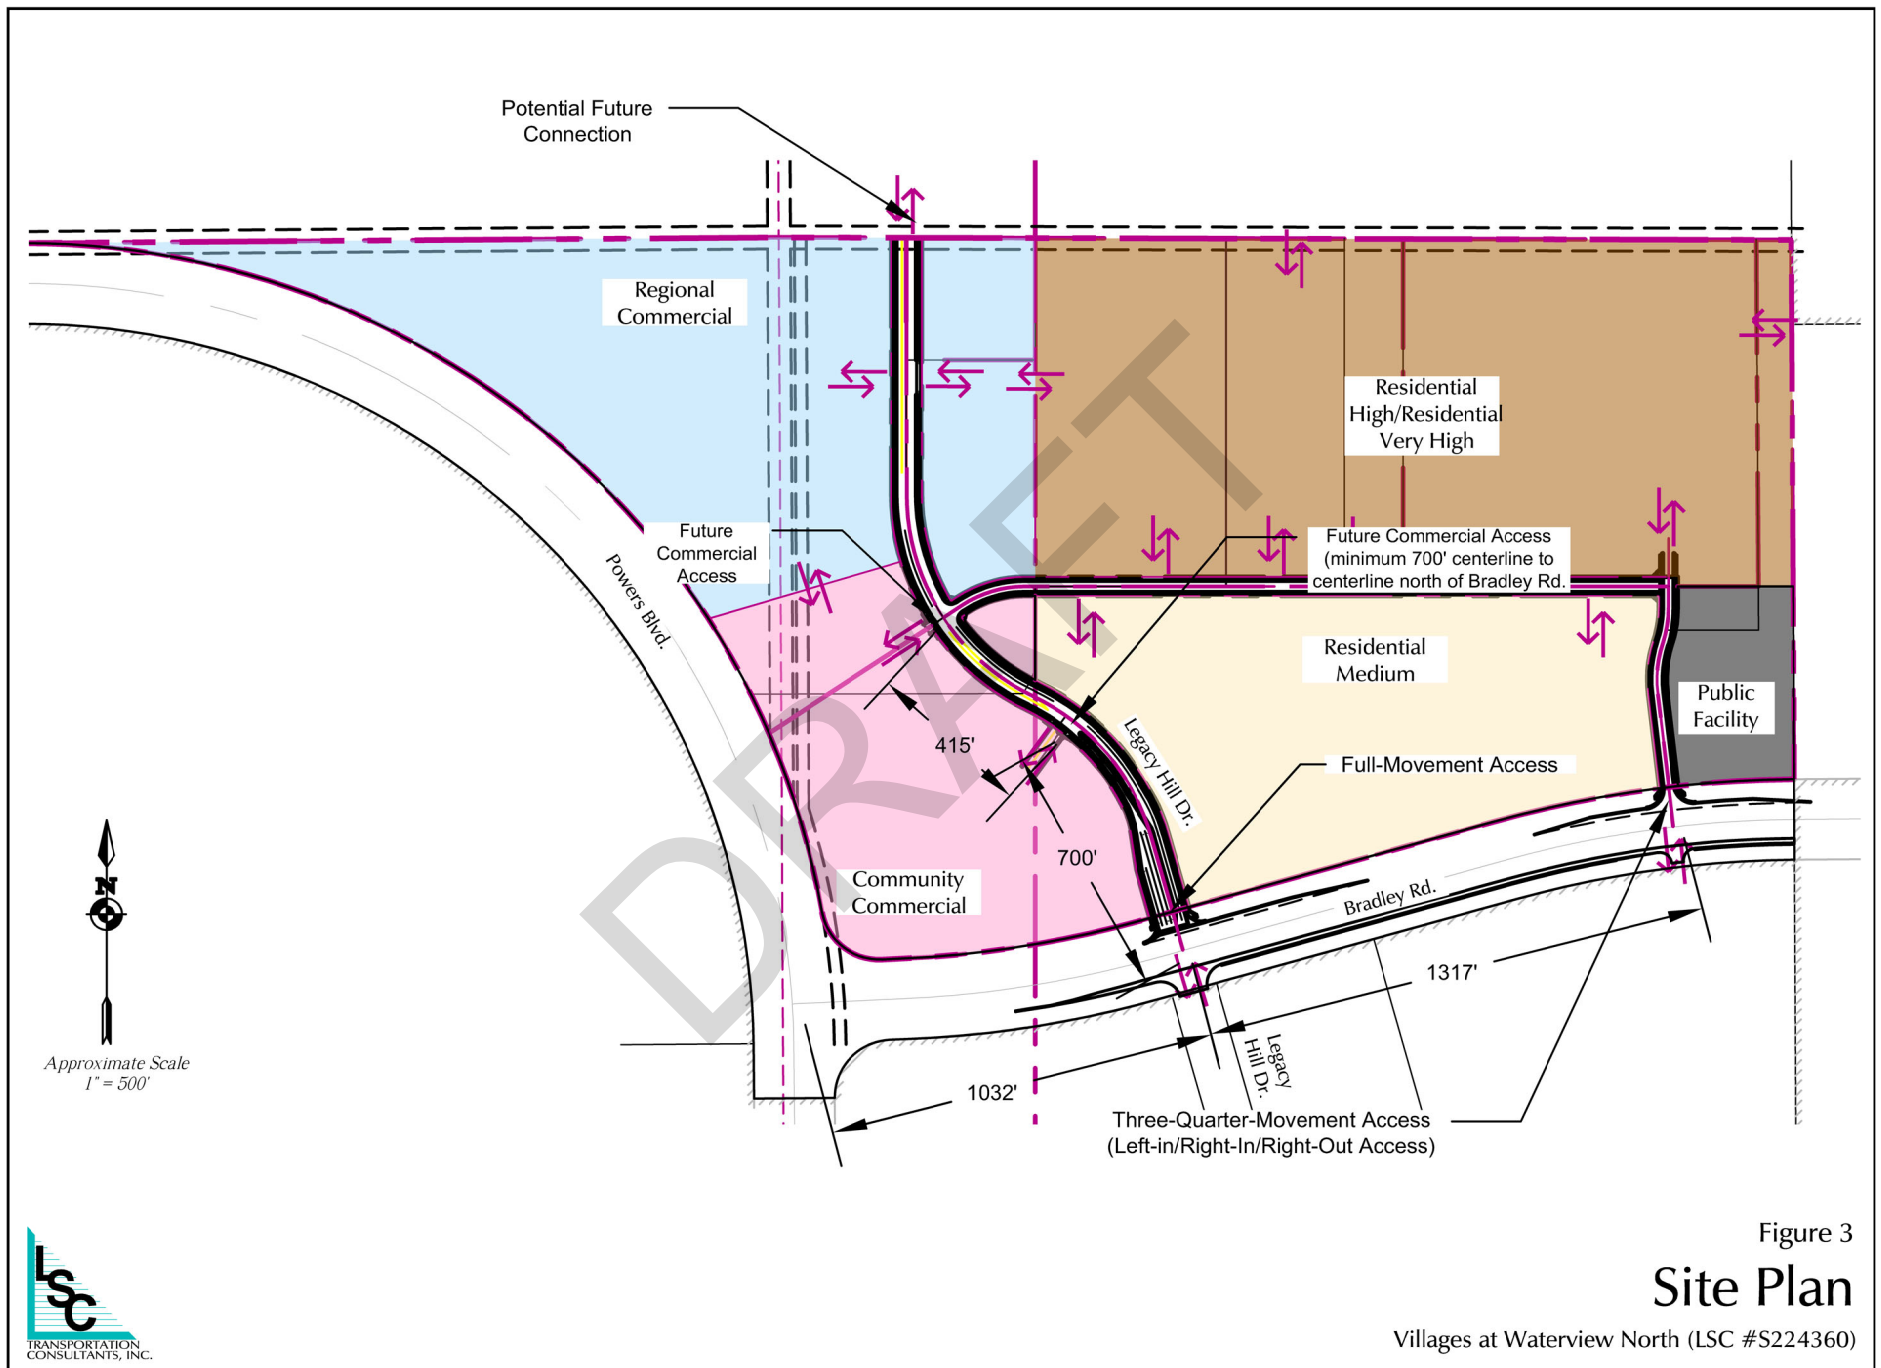 Potential Future
Connection
Regional
Commercial
Residential
High/Residential
Very High
Future
Commercial
Access
Future Commercial Access
(minimum 700' centerline to
centerline north of Bradley Rd.
Powers Blvd.
Residential
Medium
Public
Facility
Legacy Hill Dr.
415'
Full-Movement Access
700'
Community
Commercial
Bradley Rd.
1317'
Legacy
Hill Dr.
1032'
Three-Quarter-Movement Access
(Left-in/Right-In/Right-Out Access)
DRAFT
N
Approximate Scale
1" = 500'
LSC
TRANSPORTATION
CONSULTANTS, INC.
Figure 3
Site Plan
Villages at Waterview North (LSC #S224360)